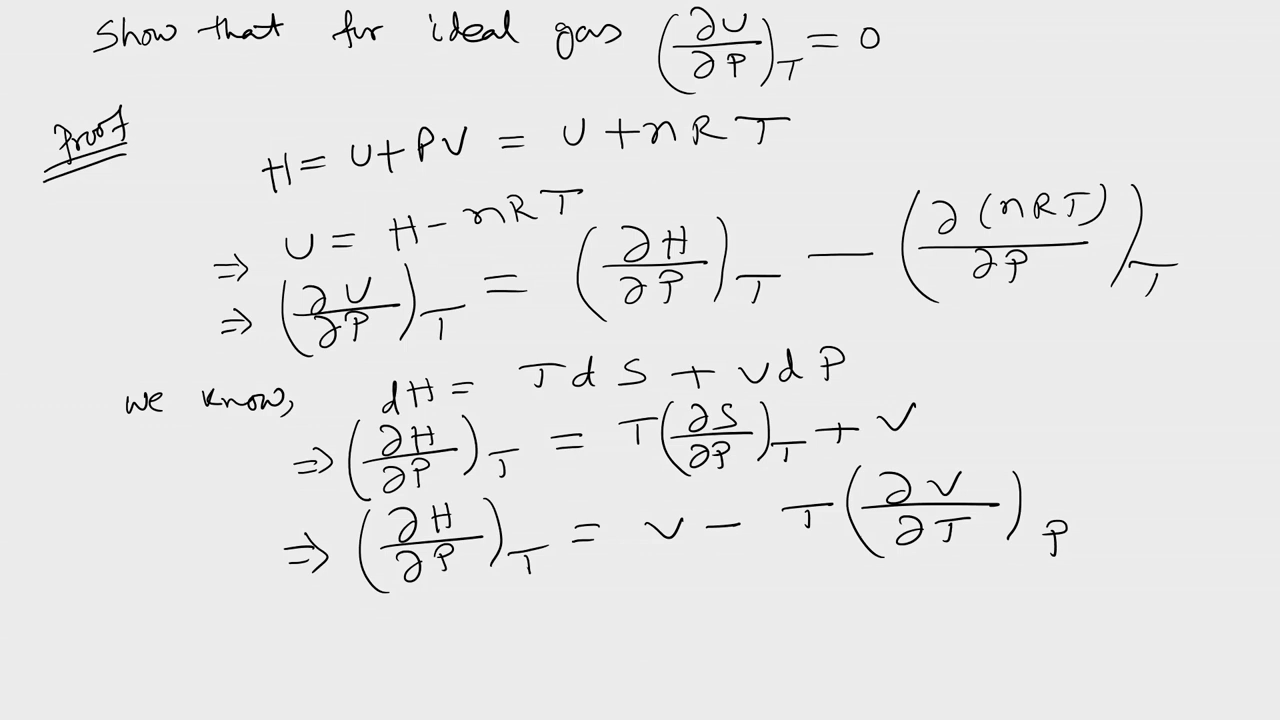 Show that for ideal gas (∂U/∂P)_T = 0
Proof
H = U + PV = U + nRT
⇒ U = H - nRT
⇒ (∂U/∂P)_T = (∂H/∂P)_T — (∂(nRT)/∂P)_T
we know, dH = TdS + VdP
⇒ (∂H/∂P)_T = T(∂S/∂P)_T + V
⇒ (∂H/∂P)_T = V - T(∂V/∂T)_P